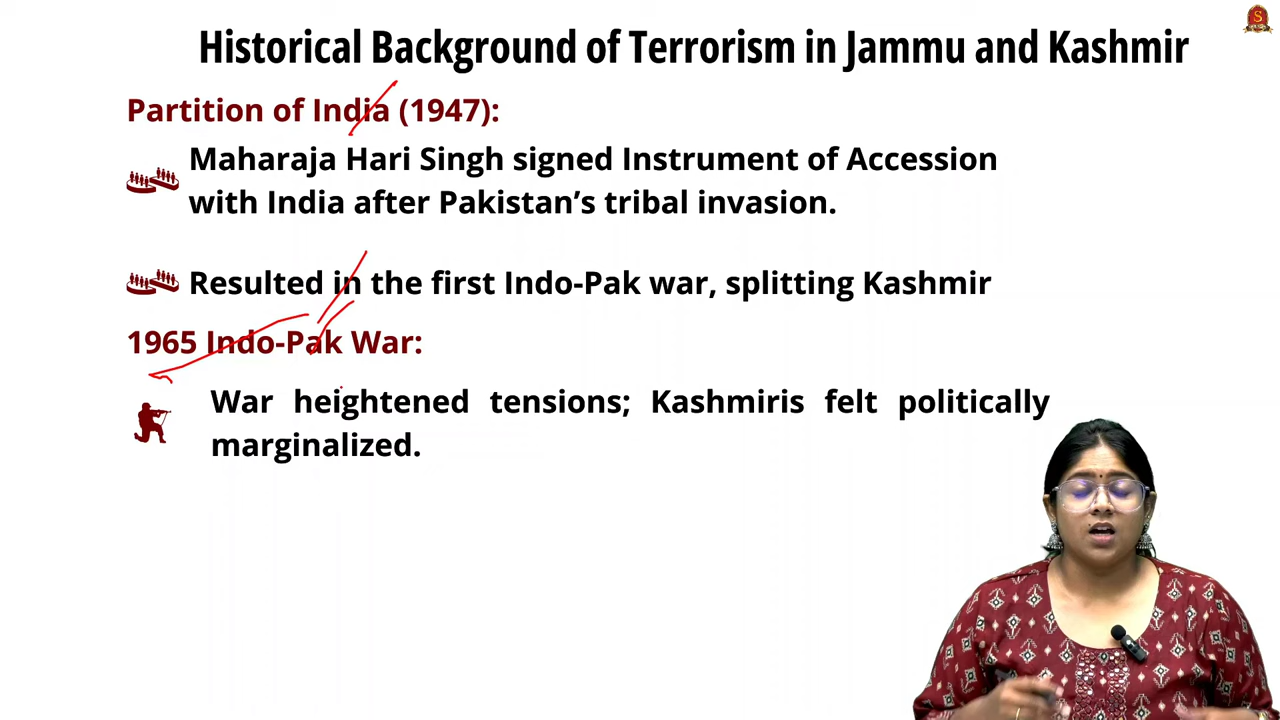 Historical Background of Terrorism in Jammu and Kashmir
Partition of India (1947):
Maharaja Hari Singh signed Instrument of Accession
with India after Pakistan’s tribal invasion.
Resulted in the first Indo-Pak war, splitting Kashmir
1965 Indo-Pak War:
War heightened tensions; Kashmiris felt politically
marginalized.